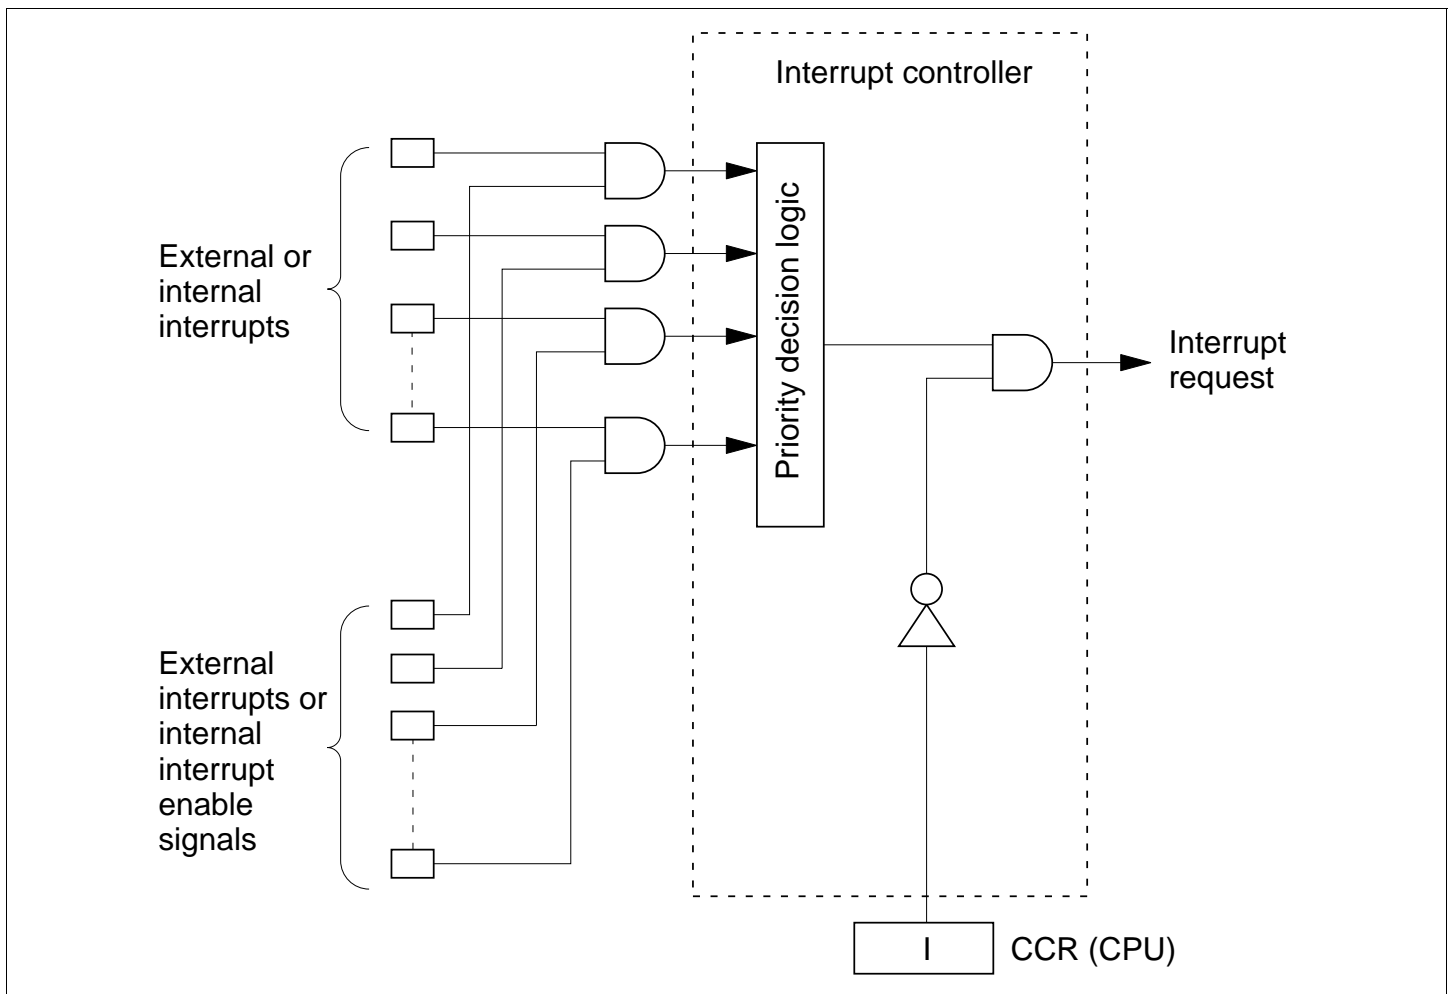 Interrupt controller
External or
internal
interrupts
Priority decision logic
Interrupt
request
External
interrupts or
internal
interrupt
enable
signals
I
CCR (CPU)